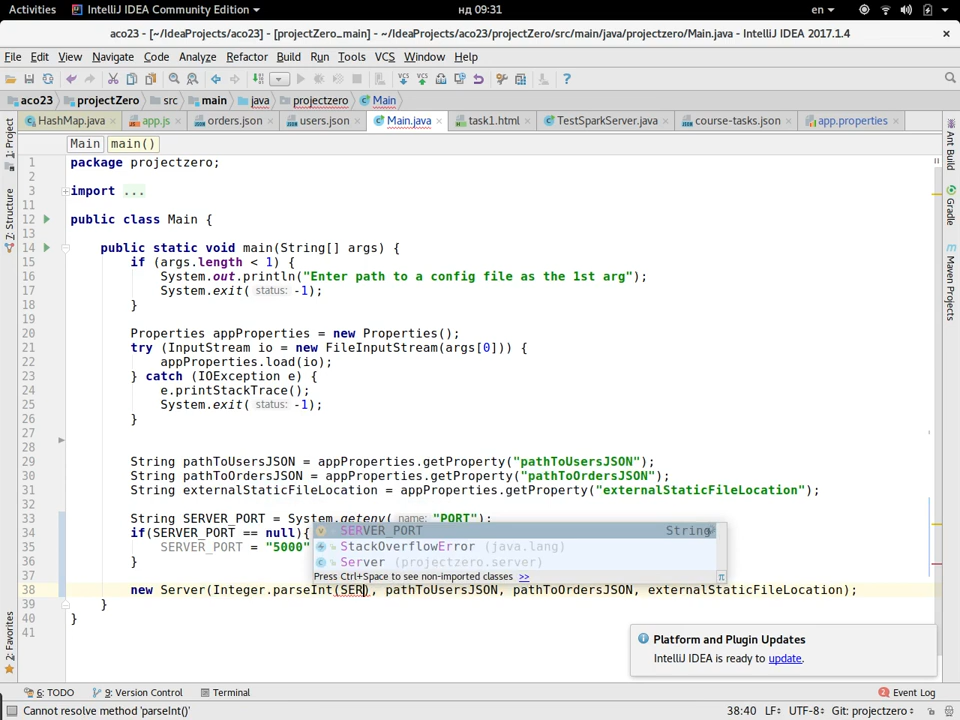 Activities IntelliJ IDEA Community Edition нд 09:31 en
aco23 - [~/IdeaProjects/aco23] - [projectZero_main] - ~/IdeaProjects/aco23/projectZero/src/main/java/projectzero/Main.java - IntelliJ IDEA 2017.1.4
File Edit View Navigate Code Analyze Refactor Build Run Tools VCS Window Help
aco23 projectZero src main java projectzero Main
HashMap.java app.js orders.json users.json Main.java task1.html TestSparkServer.java course-tasks.json app.properties
Main main()
1 package projectzero;
2
3 import ...
11
12 public class Main {
13
14 public static void main(String[] args) {
15 if (args.length < 1) {
16 System.out.println("Enter path to a config file as the 1st arg");
17 System.exit( status: -1);
18 }
19
20 Properties appProperties = new Properties();
21 try (InputStream io = new FileInputStream(args[0])) {
22 appProperties.load(io);
23 } catch (IOException e) {
24 e.printStackTrace();
25 System.exit( status: -1);
26 }
27
28
29 String pathToUsersJSON = appProperties.getProperty("pathToUsersJSON");
30 String pathToOrdersJSON = appProperties.getProperty("pathToOrdersJSON");
31 String externalStaticFileLocation = appProperties.getProperty("externalStaticFileLocation");
32
33 String SERVER_PORT = System.getenv( name: "PORT");
34 if(SERVER_PORT == null){
35 SERVER_PORT = "5000"
36 }
37
38 new Server(Integer.parseInt(SER), pathToUsersJSON, pathToOrdersJSON, externalStaticFileLocation);
39 }
40 }
41
SERVER_PORT String
StackOverflowError (java.lang)
Server (projectzero.server)
Press Ctrl+Space to see non-imported classes >>
1: Project
7: Structure
2: Favorites
Ant Build
Gradle
Maven Projects
Platform and Plugin Updates
IntelliJ IDEA is ready to update.
6: TODO 9: Version Control Terminal 2 Event Log
Cannot resolve method 'parseInt()' 38:40 LF UTF-8 Git: projectzero